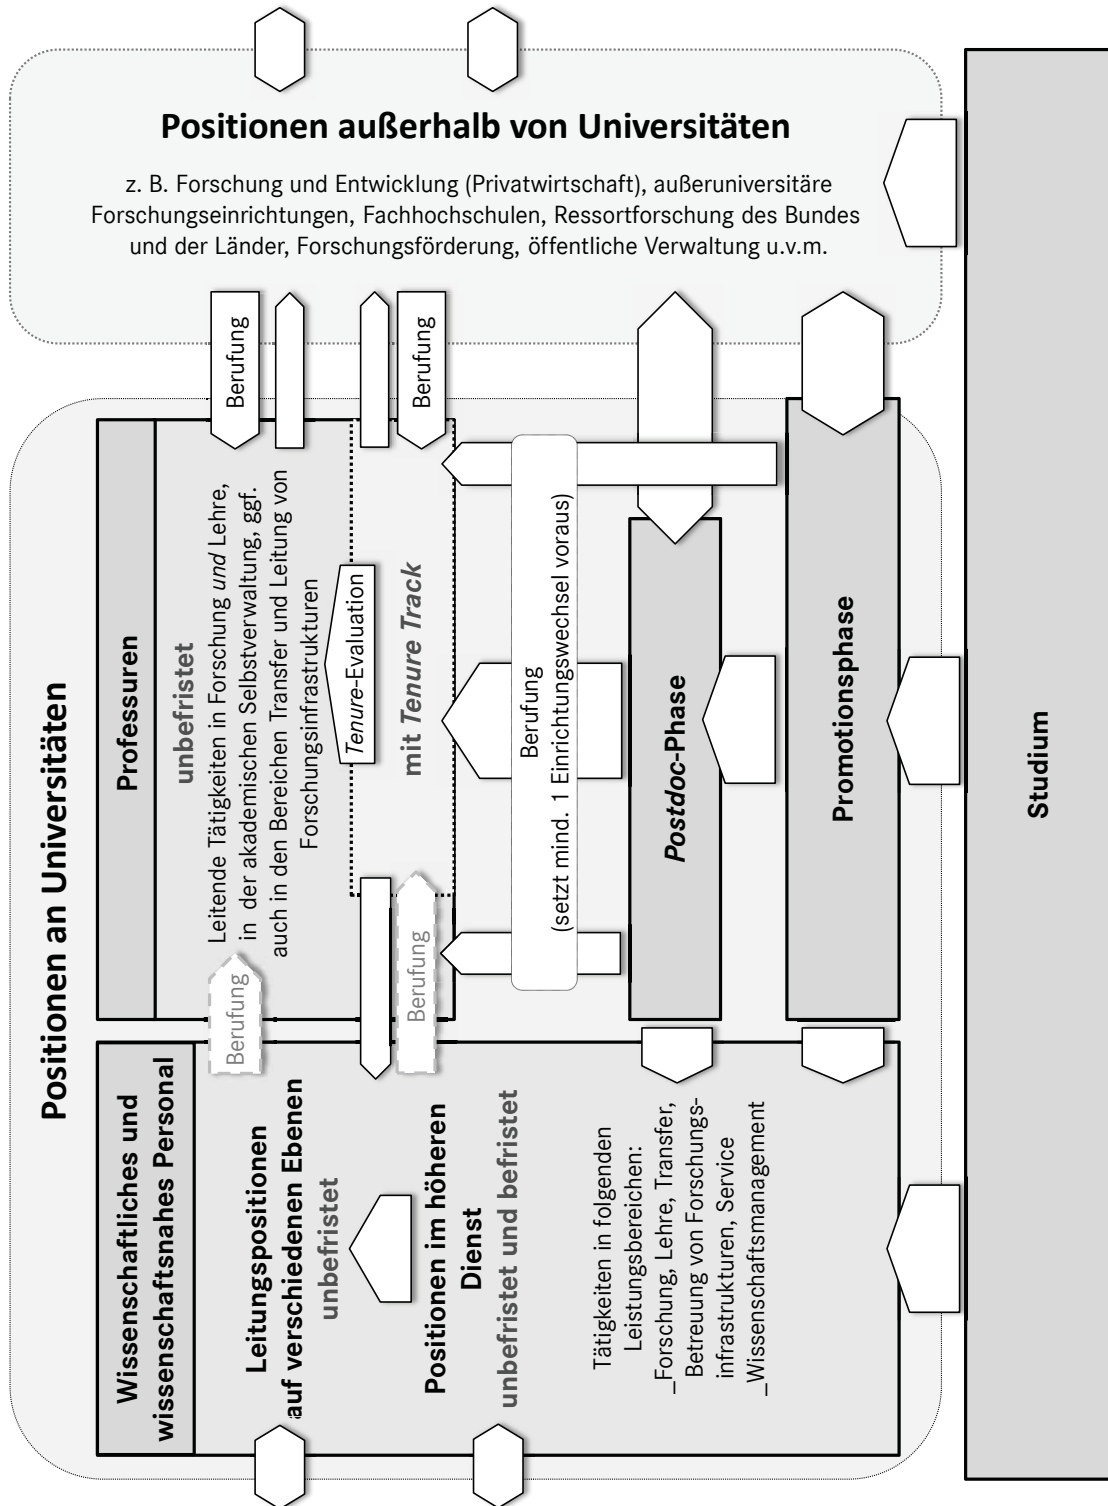 Positionen außerhalb von Universitäten
z. B. Forschung und Entwicklung (Privatwirtschaft), außeruniversitäre
Forschungseinrichtungen, Fachhochschulen, Ressortforschung des Bundes
und der Länder, Forschungsförderung, öffentliche Verwaltung u.v.m.
Positionen an Universitäten
Wissenschaftliches und
wissenschaftsnahes Personal
Leitungspositionen
auf verschiedenen Ebenen
unbefristet
Positionen im höheren
Dienst
unbefristet und befristet
Tätigkeiten in folgenden
Leistungsbereichen:
_Forschung, Lehre, Transfer,
Betreuung von Forschungs-
infrastrukturen, Service
_Wissenschaftsmanagement
Berufung
Berufung
Professuren
unbefristet
Leitende Tätigkeiten in Forschung und Lehre,
in der akademischen Selbstverwaltung, ggf.
auch in den Bereichen Transfer und Leitung von
Forschungsinfrastrukturen
Tenure-Evaluation
mit Tenure Track
Berufung
Berufung
Berufung
(setzt mind. 1 Einrichtungswechsel voraus)
Postdoc-Phase
Promotionsphase
Studium